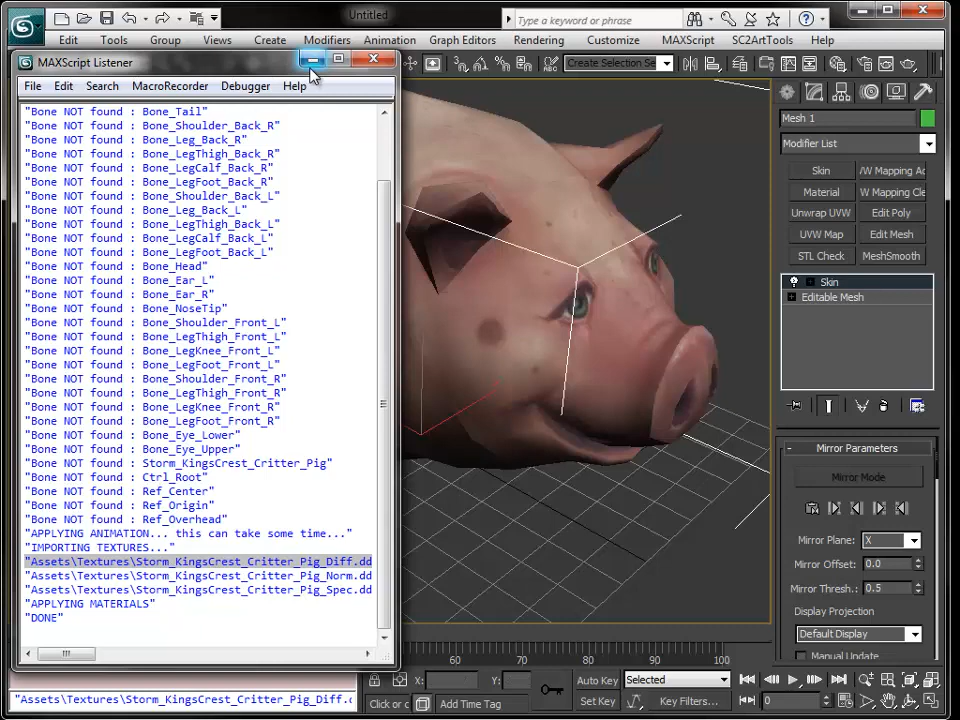 Untitled
Type a keyword or phrase
Edit Tools Group Views Create Modifiers Animation Graph Editors Rendering Customize MAXScript SC2ArtTools Help
MAXScript Listener
File Edit Search MacroRecorder Debugger Help
Create Selection Se
"Bone NOT found : Bone_Tail"
"Bone NOT found : Bone_Shoulder_Back_R"
"Bone NOT found : Bone_Leg_Back_R"
"Bone NOT found : Bone_LegThigh_Back_R"
"Bone NOT found : Bone_LegCalf_Back_R"
"Bone NOT found : Bone_LegFoot_Back_R"
"Bone NOT found : Bone_Shoulder_Back_L"
"Bone NOT found : Bone_Leg_Back_L"
"Bone NOT found : Bone_LegThigh_Back_L"
"Bone NOT found : Bone_LegCalf_Back_L"
"Bone NOT found : Bone_LegFoot_Back_L"
"Bone NOT found : Bone_Head"
"Bone NOT found : Bone_Ear_L"
"Bone NOT found : Bone_Ear_R"
"Bone NOT found : Bone_NoseTip"
"Bone NOT found : Bone_Shoulder_Front_L"
"Bone NOT found : Bone_LegThigh_Front_L"
"Bone NOT found : Bone_LegKnee_Front_L"
"Bone NOT found : Bone_LegFoot_Front_L"
"Bone NOT found : Bone_Shoulder_Front_R"
"Bone NOT found : Bone_LegThigh_Front_R"
"Bone NOT found : Bone_LegKnee_Front_R"
"Bone NOT found : Bone_LegFoot_Front_R"
"Bone NOT found : Bone_Eye_Lower"
"Bone NOT found : Bone_Eye_Upper"
"Bone NOT found : Storm_KingsCrest_Critter_Pig"
"Bone NOT found : Ctrl_Root"
"Bone NOT found : Ref_Center"
"Bone NOT found : Ref_Origin"
"Bone NOT found : Ref_Overhead"
"APPLYING ANIMATION... this can take some time..."
"IMPORTING TEXTURES..."
"Assets\Textures\Storm_KingsCrest_Critter_Pig_Diff.dd
"Assets\Textures\Storm_KingsCrest_Critter_Pig_Norm.dd
"Assets\Textures\Storm_KingsCrest_Critter_Pig_Spec.dd
"APPLYING MATERIALS"
"DONE"
Mesh 1
Modifier List
Skin /W Mapping Ad
Material W Mapping Cle
Unwrap UVW Edit Poly
UVW Map Edit Mesh
STL Check MeshSmooth
Skin
Editable Mesh
Mirror Parameters
Mirror Mode
Mirror Plane: X
Mirror Offset: 0.0
Mirror Thresh.: 0.5
Display Projection
Default Display
Manual Update
60 70 80 90 100
X: Y: Auto Key Selected
"Assets\Textures\Storm_KingsCrest_Critter_Pig_Diff.c
Click or c Add Time Tag Set Key Key Filters... 0